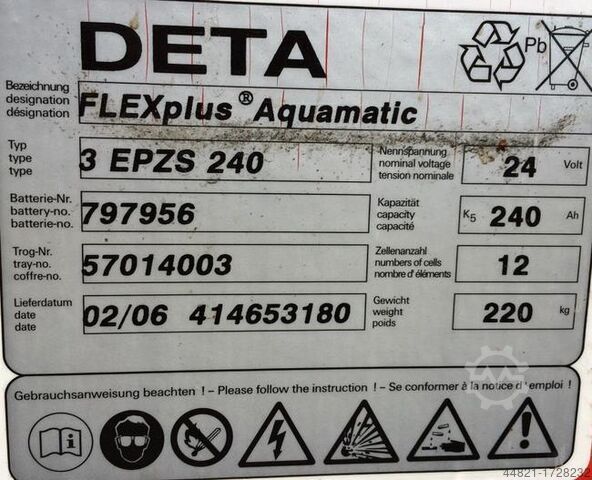 DETA
Pb
Bezeichnung
designation
désignation
FLEXplus® Aquamatic
Typ
type
type
3 EPZS 240
Nennspannung
nominal voltage
tension nominale
24 Volt
Batterie-Nr.
battery-no.
batterie-no.
797956
Kapazität
capacity
capacité
K5 240 Ah
Trog-Nr.
tray-no.
coffre-no.
57014003
Zellenanzahl
numbers of cells
nombre d'éléments
12
Lieferdatum
date
date
02/06 414653180
Gewicht
weight
poids
220 kg
Gebrauchsanweisung beachten ! – Please follow the instruction ! – Se conformer à la notice d'emploi !
44821-1728232